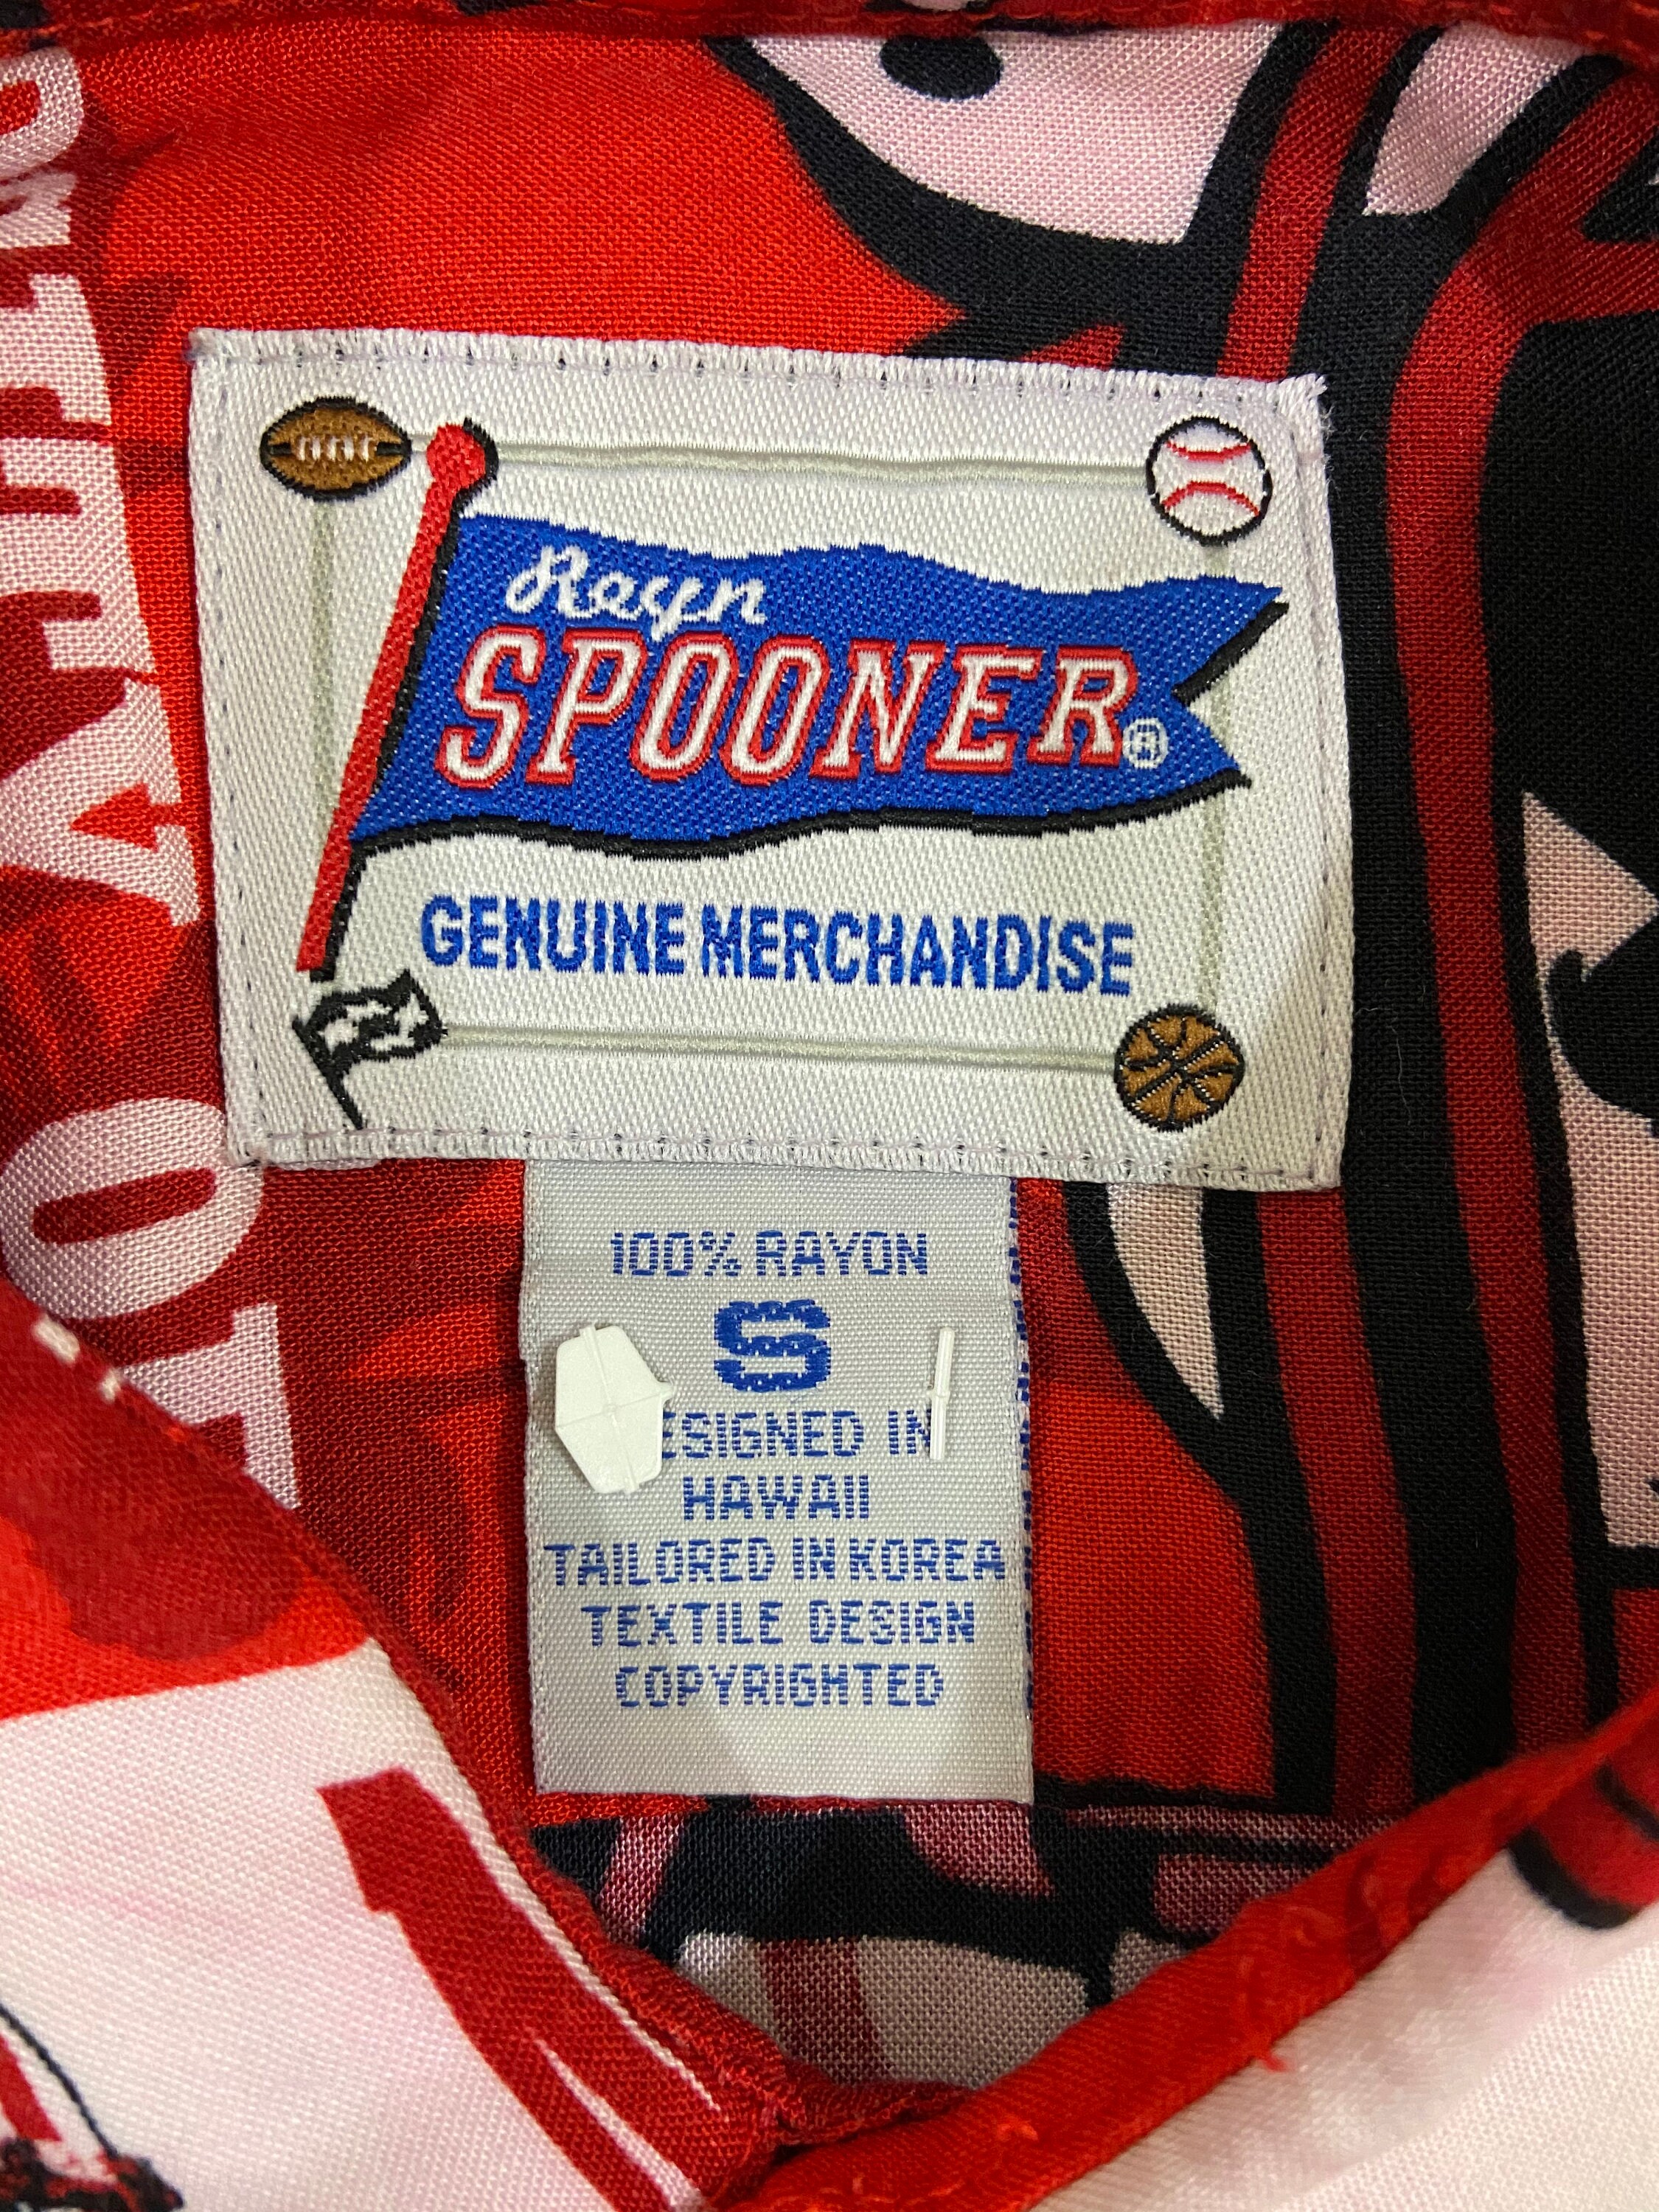 Reyn
SPOONER®
GENUINE MERCHANDISE
100% RAYON
S
DESIGNED IN
HAWAII
TAILORED IN KOREA
TEXTILE DESIGN
COPYRIGHTED